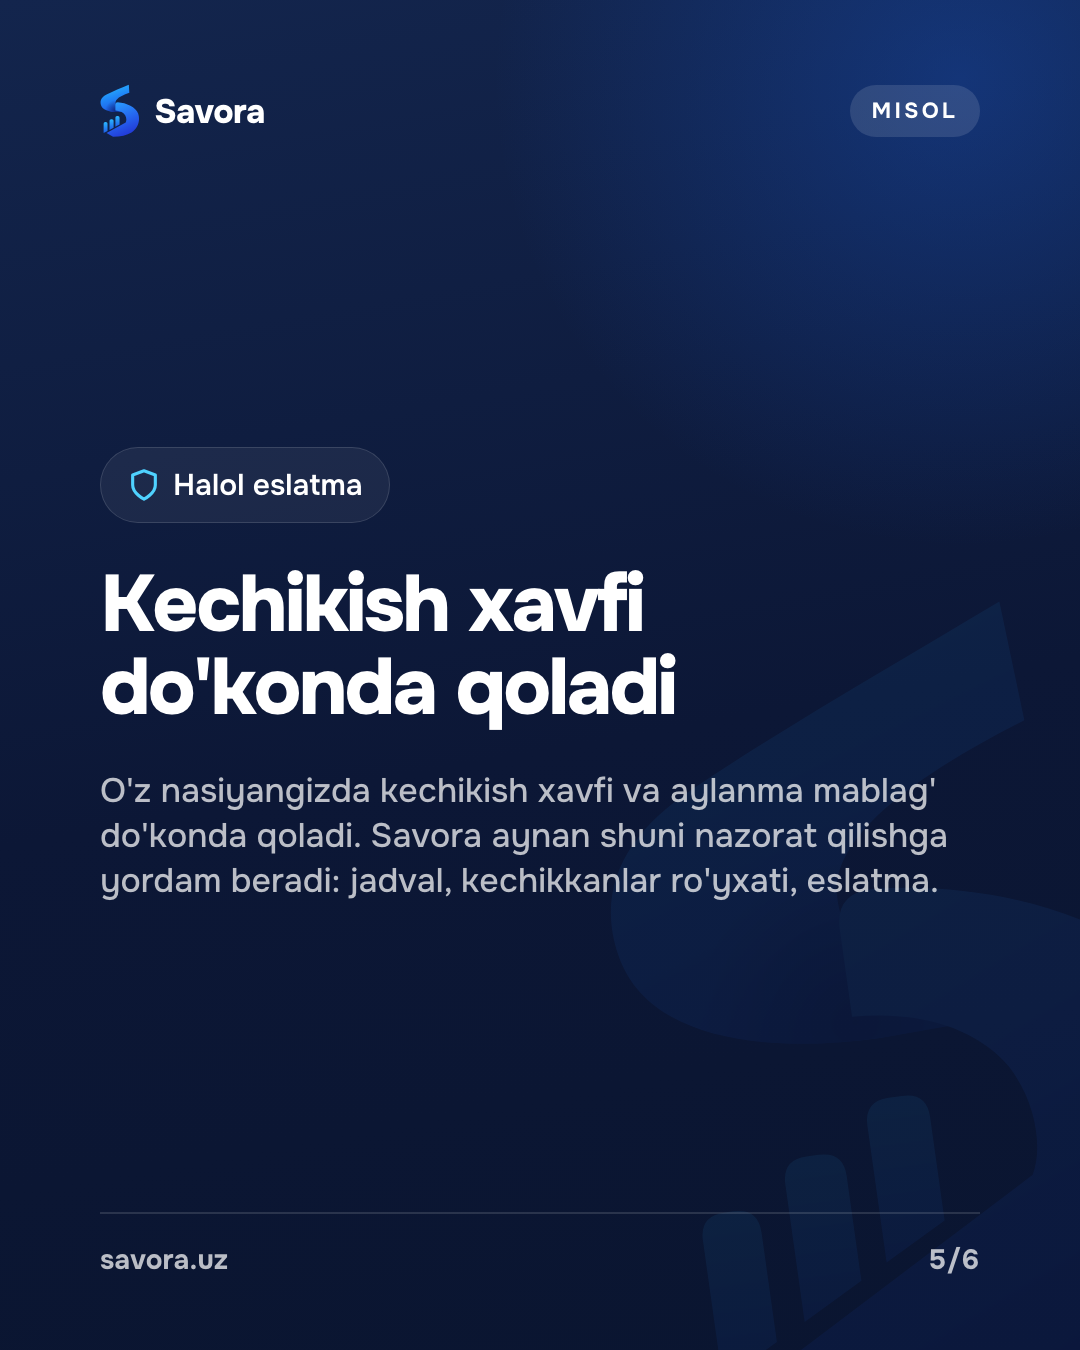 Savora
MISOL
Halol eslatma
Kechikish xavfi
do'konda qoladi
O'z nasiyangizda kechikish xavfi va aylanma mablag'
do'konda qoladi. Savora aynan shuni nazorat qilishga
yordam beradi: jadval, kechikkanlar ro'yxati, eslatma.
savora.uz
5/6